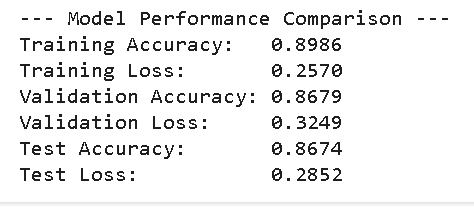 --- Model Performance Comparison ---
Training Accuracy:   0.8986
Training Loss:       0.2570
Validation Accuracy: 0.8679
Validation Loss:     0.3249
Test Accuracy:       0.8674
Test Loss:           0.2852